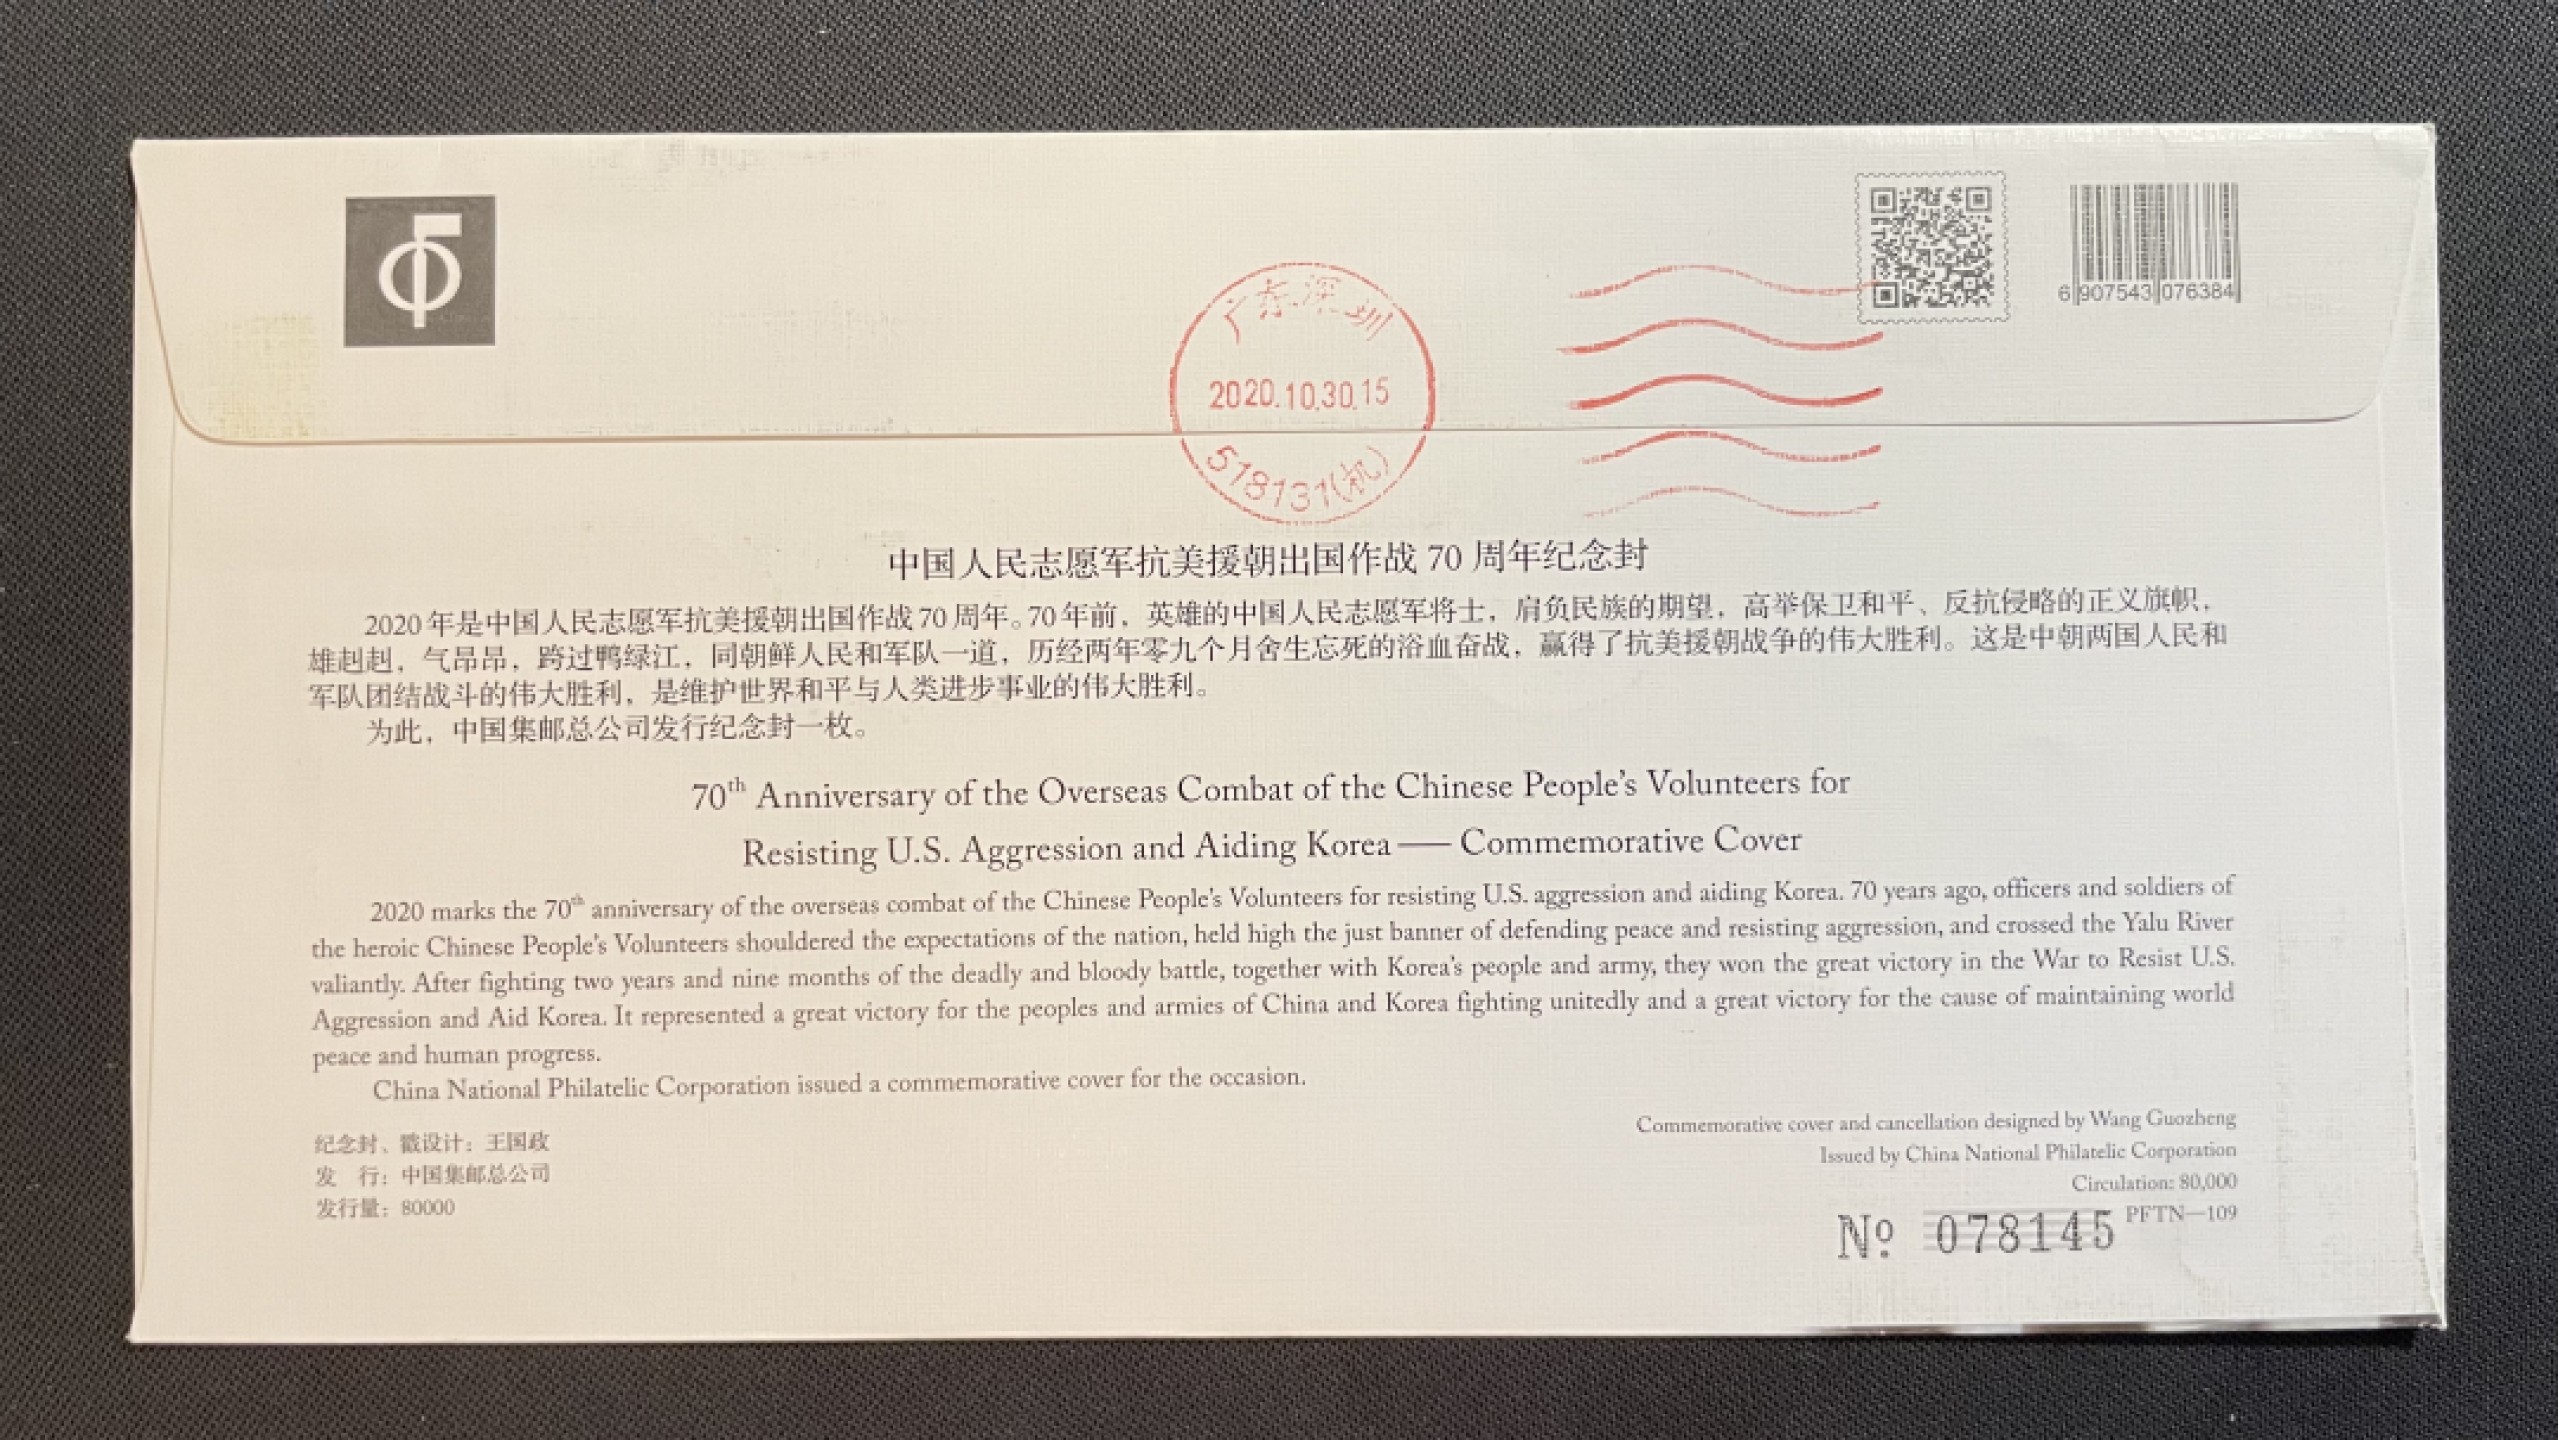 6 907543 076384
广东.深圳
2020.10.30.15
518131(机)
中国人民志愿军抗美援朝出国作战 70 周年纪念封
2020年是中国人民志愿军抗美援朝出国作战70周年。70年前，英雄的中国人民志愿军将士，肩负民族的期望，高举保卫和平、反抗侵略的正义旗帜，
雄赳赳，气昂昂，跨过鸭绿江，同朝鲜人民和军队一道，历经两年零九个月舍生忘死的浴血奋战，赢得了抗美援朝战争的伟大胜利。这是中朝两国人民和
军队团结战斗的伟大胜利，是维护世界和平与人类进步事业的伟大胜利。
为此，中国集邮总公司发行纪念封一枚。
70th Anniversary of the Overseas Combat of the Chinese People's Volunteers for
Resisting U.S. Aggression and Aiding Korea—— Commemorative Cover
2020 marks the 70th anniversary of the overseas combat of the Chinese People's Volunteers for resisting U.S. aggression and aiding Korea. 70 years ago, officers and soldiers of
the heroic Chinese People's Volunteers shouldered the expectations of the nation, held high the just banner of defending peace and resisting aggression, and crossed the Yalu River
valiantly. After fighting two years and nine months of the deadly and bloody battle, together with Korea's people and army, they won the great victory in the War to Resist U.S.
Aggression and Aid Korea. It represented a great victory for the peoples and armies of China and Korea fighting unitedly and a great victory for the cause of maintaining world
peace and human progress.
China National Philatelic Corporation issued a commemorative cover for the occasion.
纪念封、戳设计：王国政
发 行：中国集邮总公司
发行量：80000
Commemorative cover and cancellation designed by Wang Guozheng
Issued by China National Philatelic Corporation
Circulation: 80,000
PFTN—109
Nº 078145